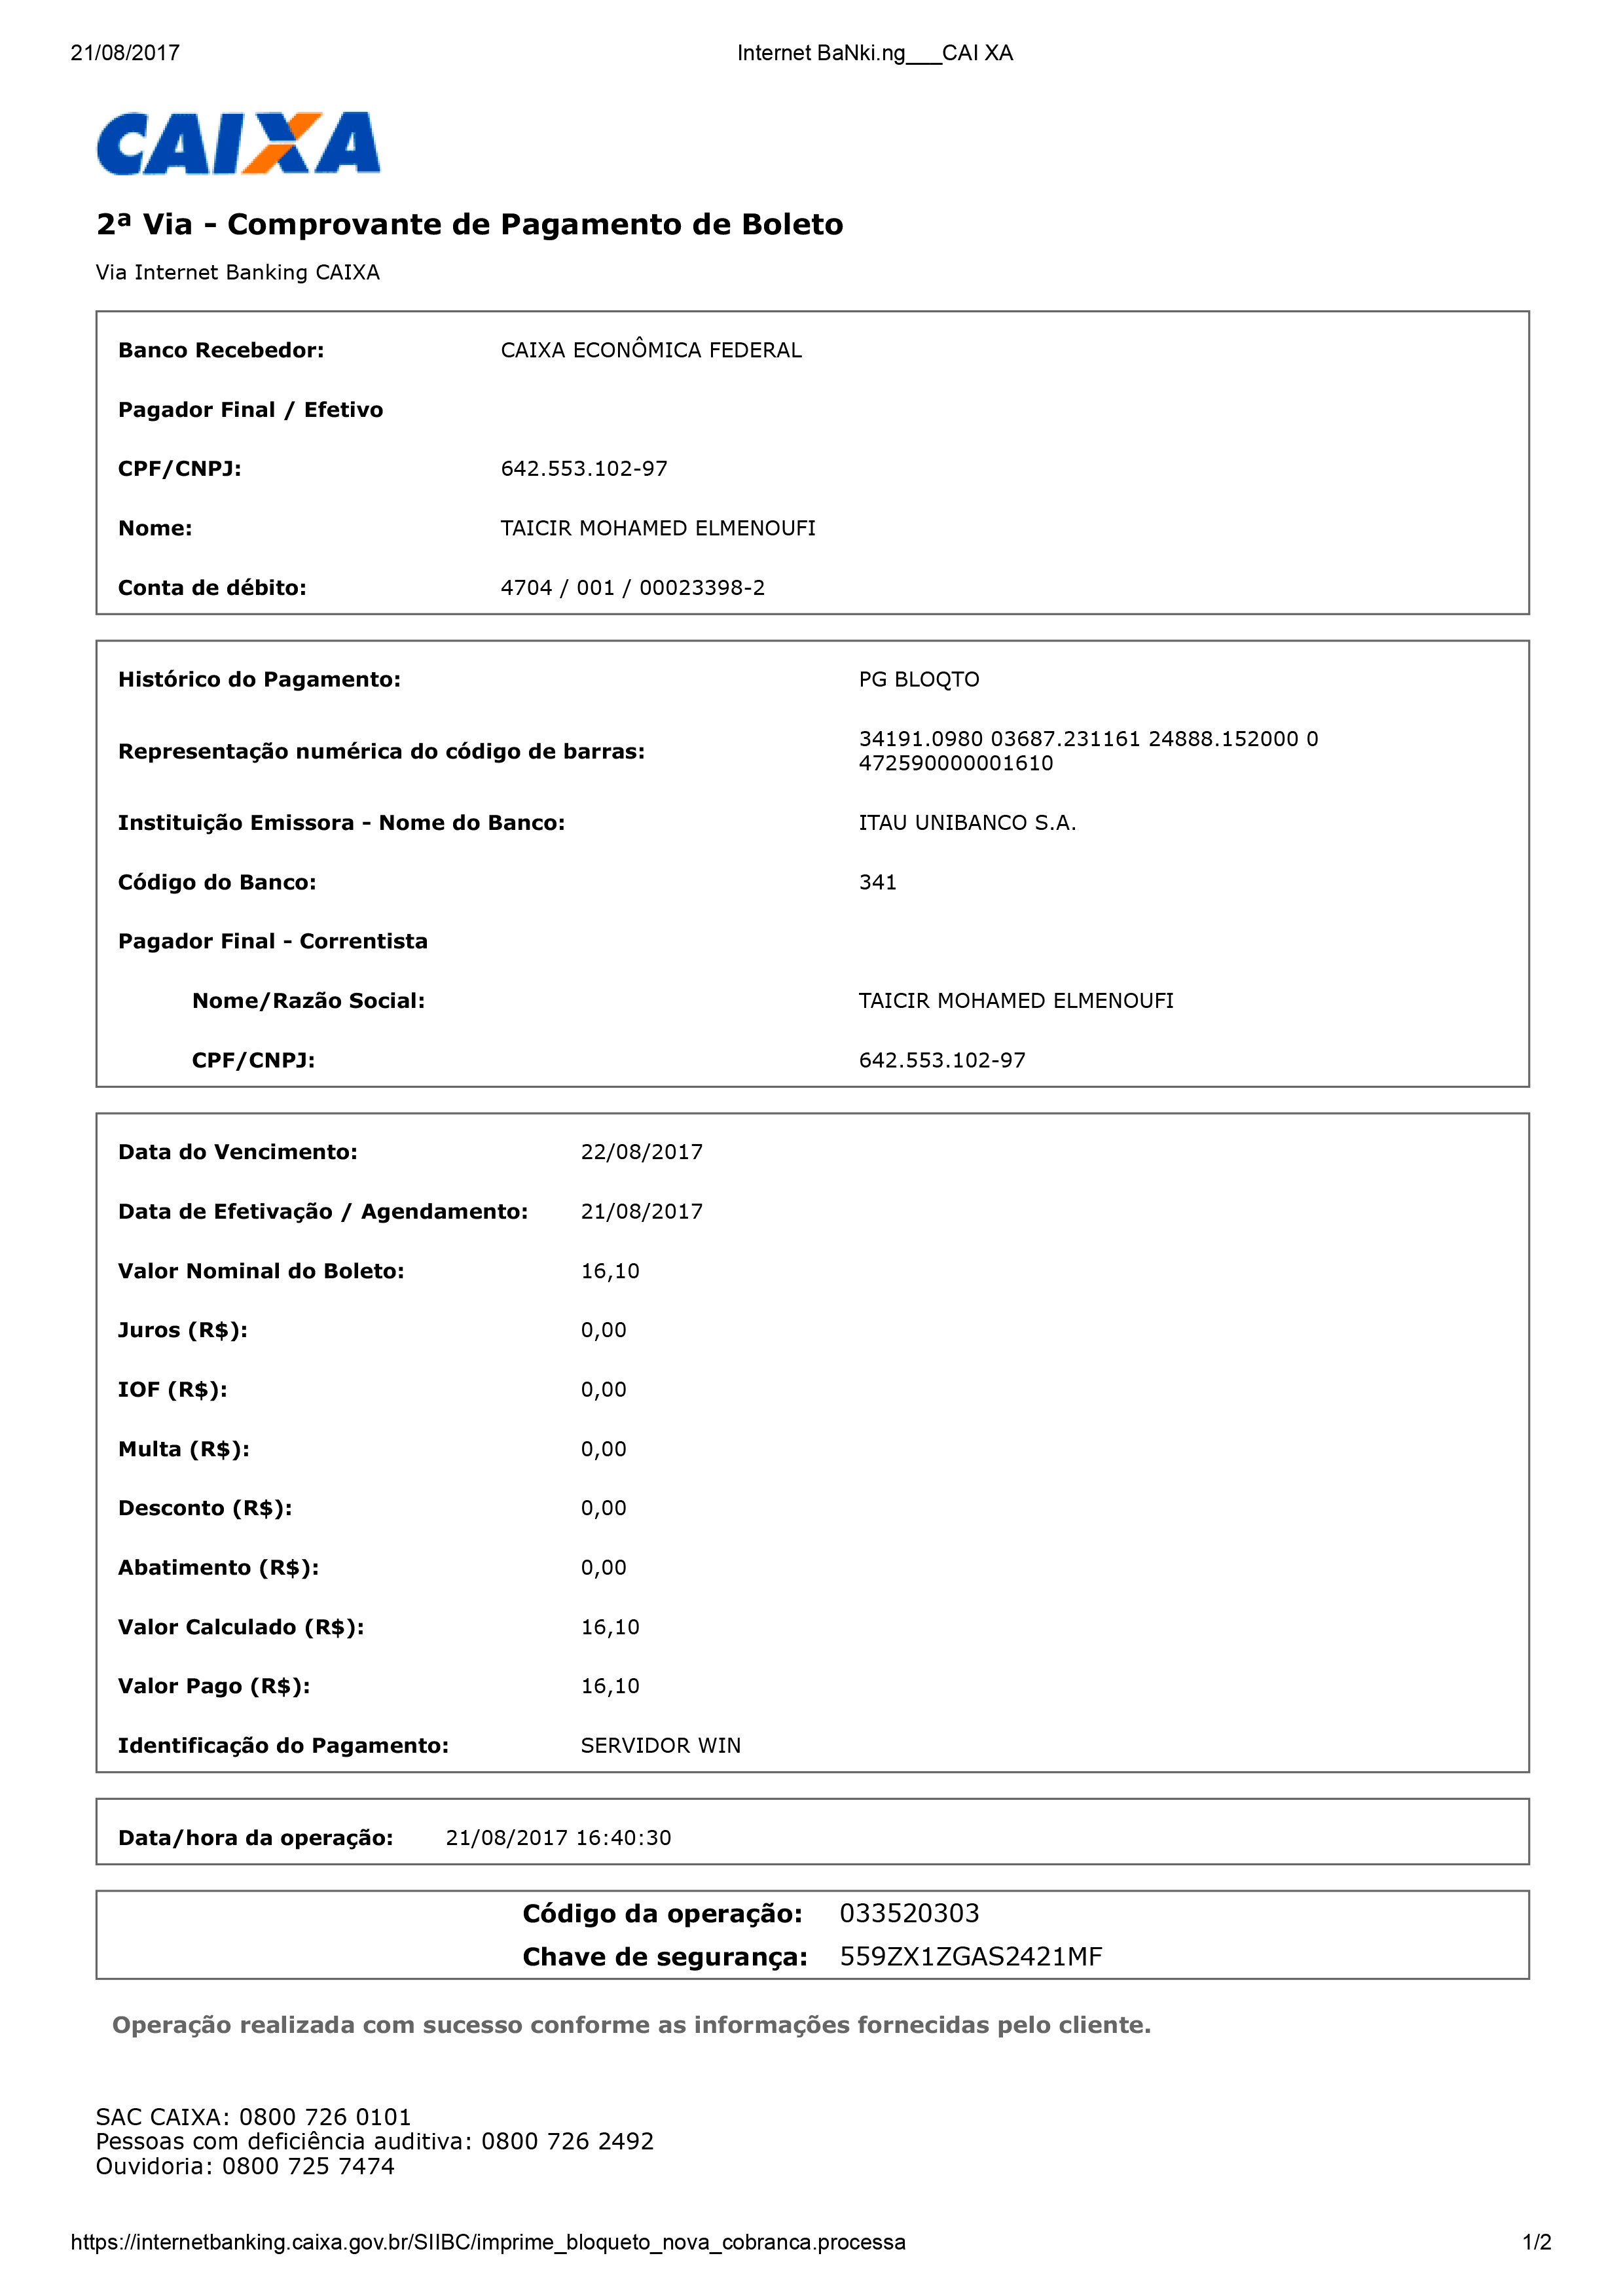 21/08/2017 Internet BaNki.ng___CAI XA
CAIXA
2ª Via - Comprovante de Pagamento de Boleto
Via Internet Banking CAIXA
Banco Recebedor: CAIXA ECONÔMICA FEDERAL
Pagador Final / Efetivo
CPF/CNPJ: 642.553.102-97
Nome: TAICIR MOHAMED ELMENOUFI
Conta de débito: 4704 / 001 / 00023398-2
Histórico do Pagamento: PG BLOQTO
Representação numérica do código de barras: 34191.0980 03687.231161 24888.152000 0
472590000001610
Instituição Emissora - Nome do Banco: ITAU UNIBANCO S.A.
Código do Banco: 341
Pagador Final - Correntista
Nome/Razão Social: TAICIR MOHAMED ELMENOUFI
CPF/CNPJ: 642.553.102-97
Data do Vencimento: 22/08/2017
Data de Efetivação / Agendamento: 21/08/2017
Valor Nominal do Boleto: 16,10
Juros (R$): 0,00
IOF (R$): 0,00
Multa (R$): 0,00
Desconto (R$): 0,00
Abatimento (R$): 0,00
Valor Calculado (R$): 16,10
Valor Pago (R$): 16,10
Identificação do Pagamento: SERVIDOR WIN
Data/hora da operação: 21/08/2017 16:40:30
Código da operação: 033520303
Chave de segurança: 559ZX1ZGAS2421MF
Operação realizada com sucesso conforme as informações fornecidas pelo cliente.
SAC CAIXA: 0800 726 0101
Pessoas com deficiência auditiva: 0800 726 2492
Ouvidoria: 0800 725 7474
https://internetbanking.caixa.gov.br/SIIBC/imprime_bloqueto_nova_cobranca.processa 1/2